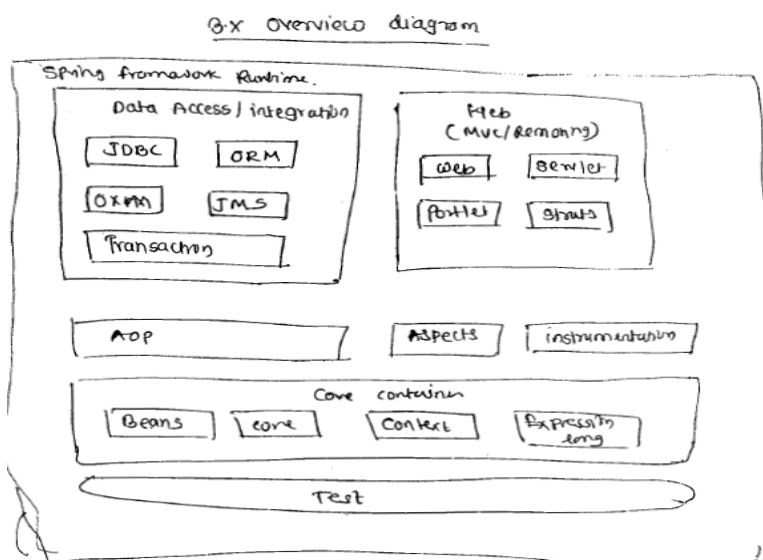 3.x overview diagram
Spring framework Runtime.
Data Access/integration
JDBC ORM
OXM JMS
Transaction
Web
(MVC/Remoting)
Web Servlet
Portlet Struts
AOP Aspects instrumentation
Core container
Beans core Context Expression
lang
Test